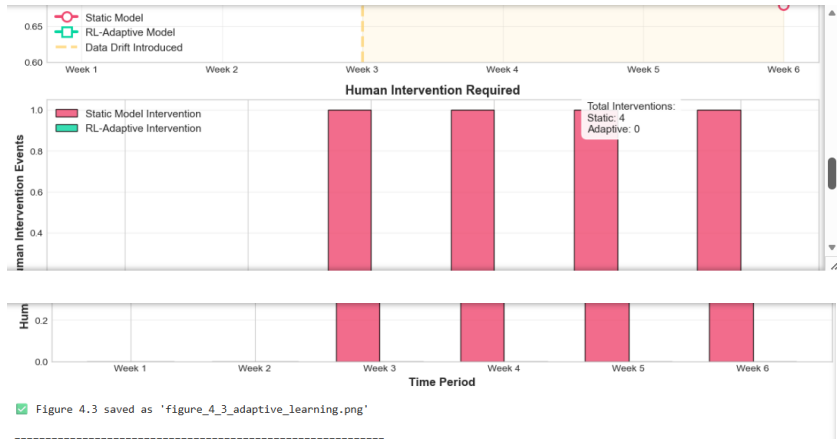 Static Model
0.65
RL-Adaptive Model
Data Drift Introduced
0.60
Week 1 Week 2 Week 3 Week 4 Week 5 Week 6
Human Intervention Required
1.0
Static Model Intervention
RL-Adaptive Intervention
Total Interventions:
Static: 4
Adaptive: 0
0.8
0.6
0.4
Intervention Events
0.2
0.0
Week 1 Week 2 Week 3 Week 4 Week 5 Week 6
Time Period
✅ Figure 4.3 saved as 'figure_4_3_adaptive_learning.png'
------------------------------------------------------------